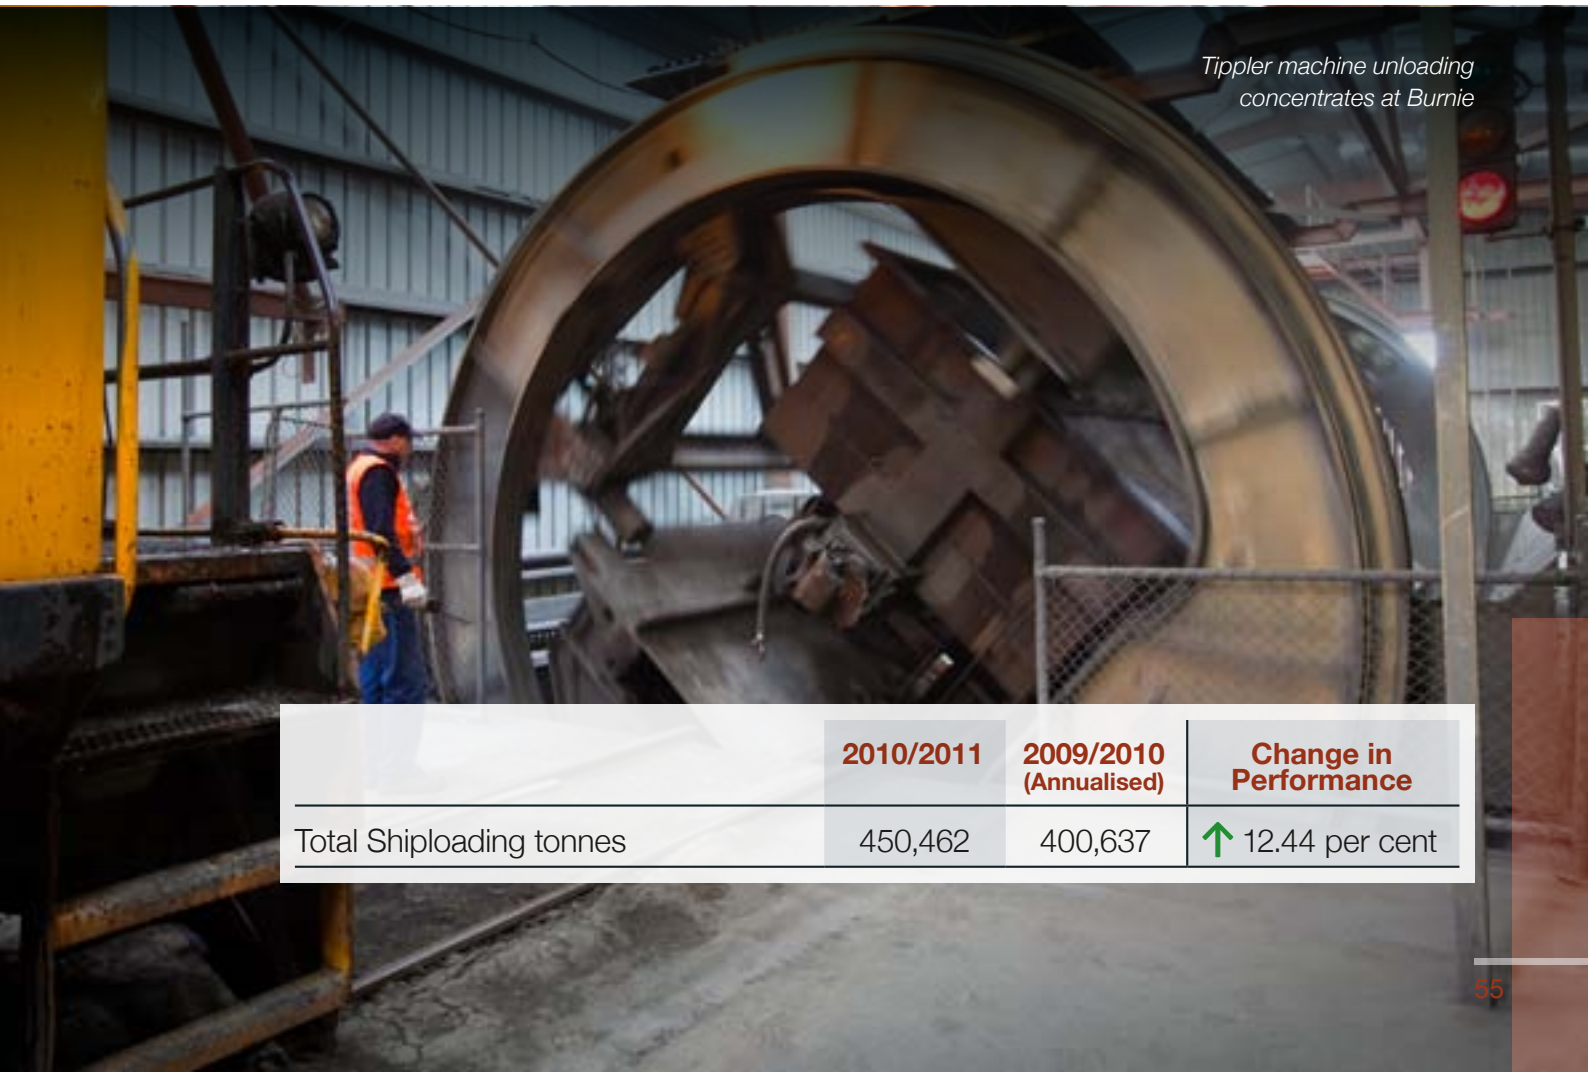 Tippler machine unloading
concentrates at Burnie
2010/2011 2009/2010 Change in
(Annualised) Performance
Total Shiploading tonnes 450,462 400,637 ↑ 12.44 per cent
55